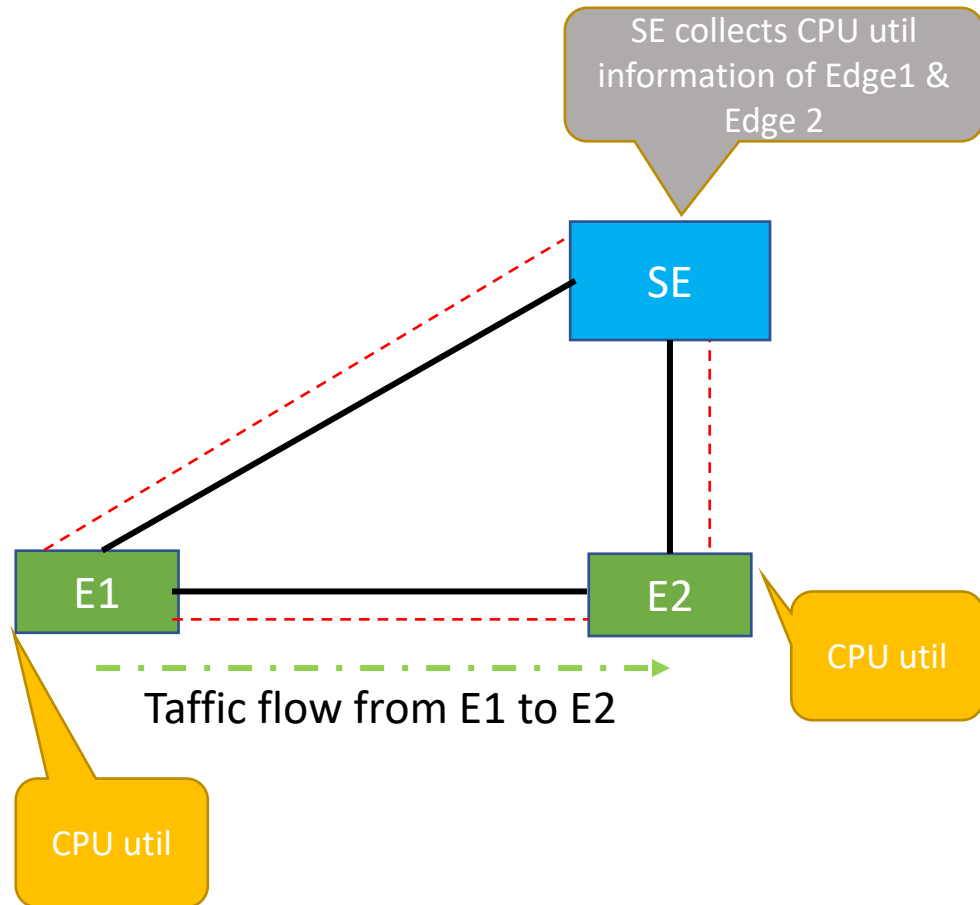 SE collects CPU util
information of Edge1 &
Edge 2
SE
E1
E2
CPU util
Taffic flow from E1 to E2
CPU util